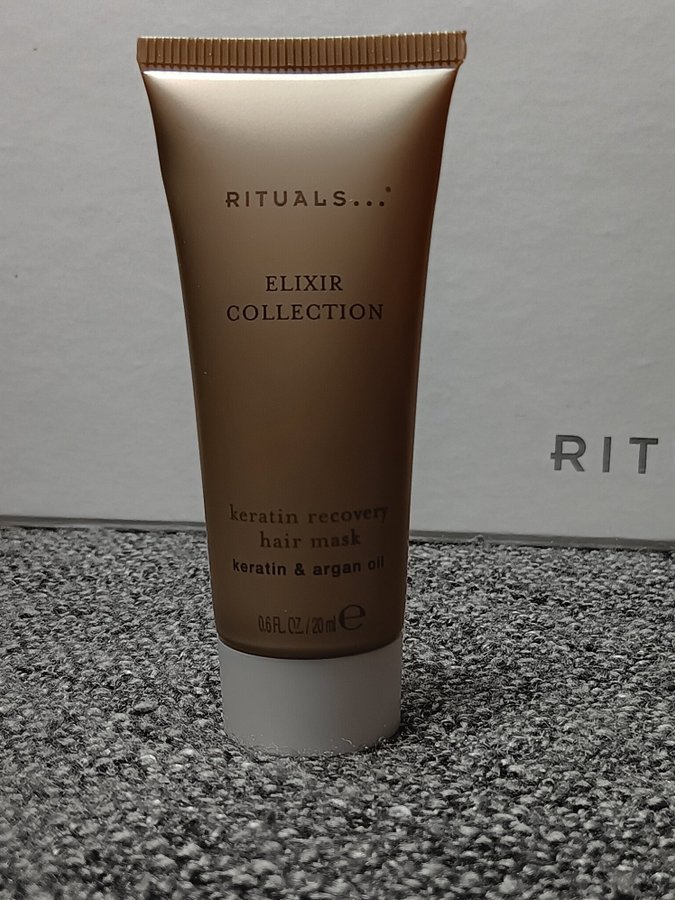 RITUALS...®
ELIXIR
COLLECTION
keratin recovery
hair mask
keratin & argan oil
0.6 FL. OZ. / 20 ml ℮
RIT